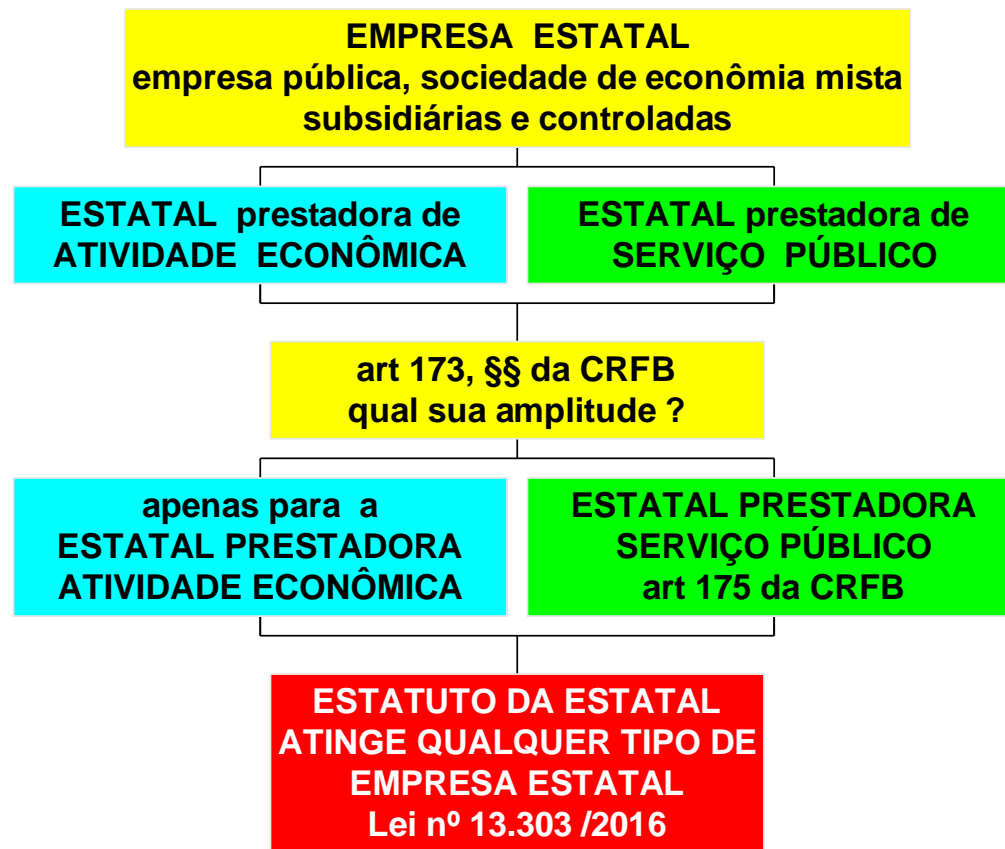 EMPRESA ESTATAL
empresa pública, sociedade de econômia mista
subsidiárias e controladas
ESTATAL prestadora de
ATIVIDADE ECONÔMICA
ESTATAL prestadora de
SERVIÇO PÚBLICO
art 173, §§ da CRFB
qual sua amplitude ?
apenas para a
ESTATAL PRESTADORA
ATIVIDADE ECONÔMICA
ESTATAL PRESTADORA
SERVIÇO PÚBLICO
art 175 da CRFB
ESTATUTO DA ESTATAL
ATINGE QUALQUER TIPO DE
EMPRESA ESTATAL
Lei nº 13.303 /2016